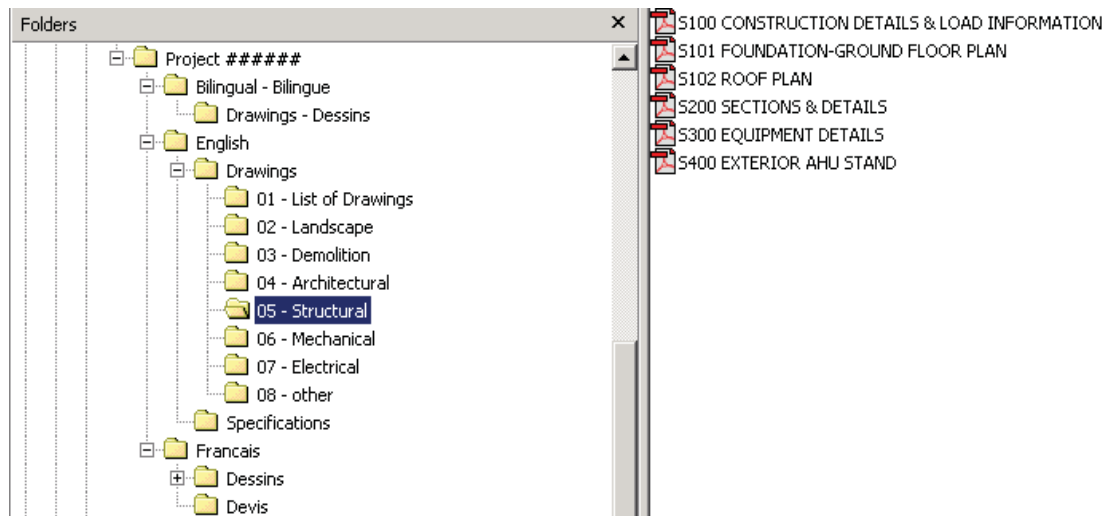 Folders
Project ######
Bilingual - Bilingue
Drawings - Dessins
English
Drawings
01 - List of Drawings
02 - Landscape
03 - Demolition
04 - Architectural
05 - Structural
06 - Mechanical
07 - Electrical
08 - other
Specifications
Francais
Dessins
Devis
S100 CONSTRUCTION DETAILS & LOAD INFORMATION
S101 FOUNDATION-GROUND FLOOR PLAN
S102 ROOF PLAN
S200 SECTIONS & DETAILS
S300 EQUIPMENT DETAILS
S400 EXTERIOR AHU STAND